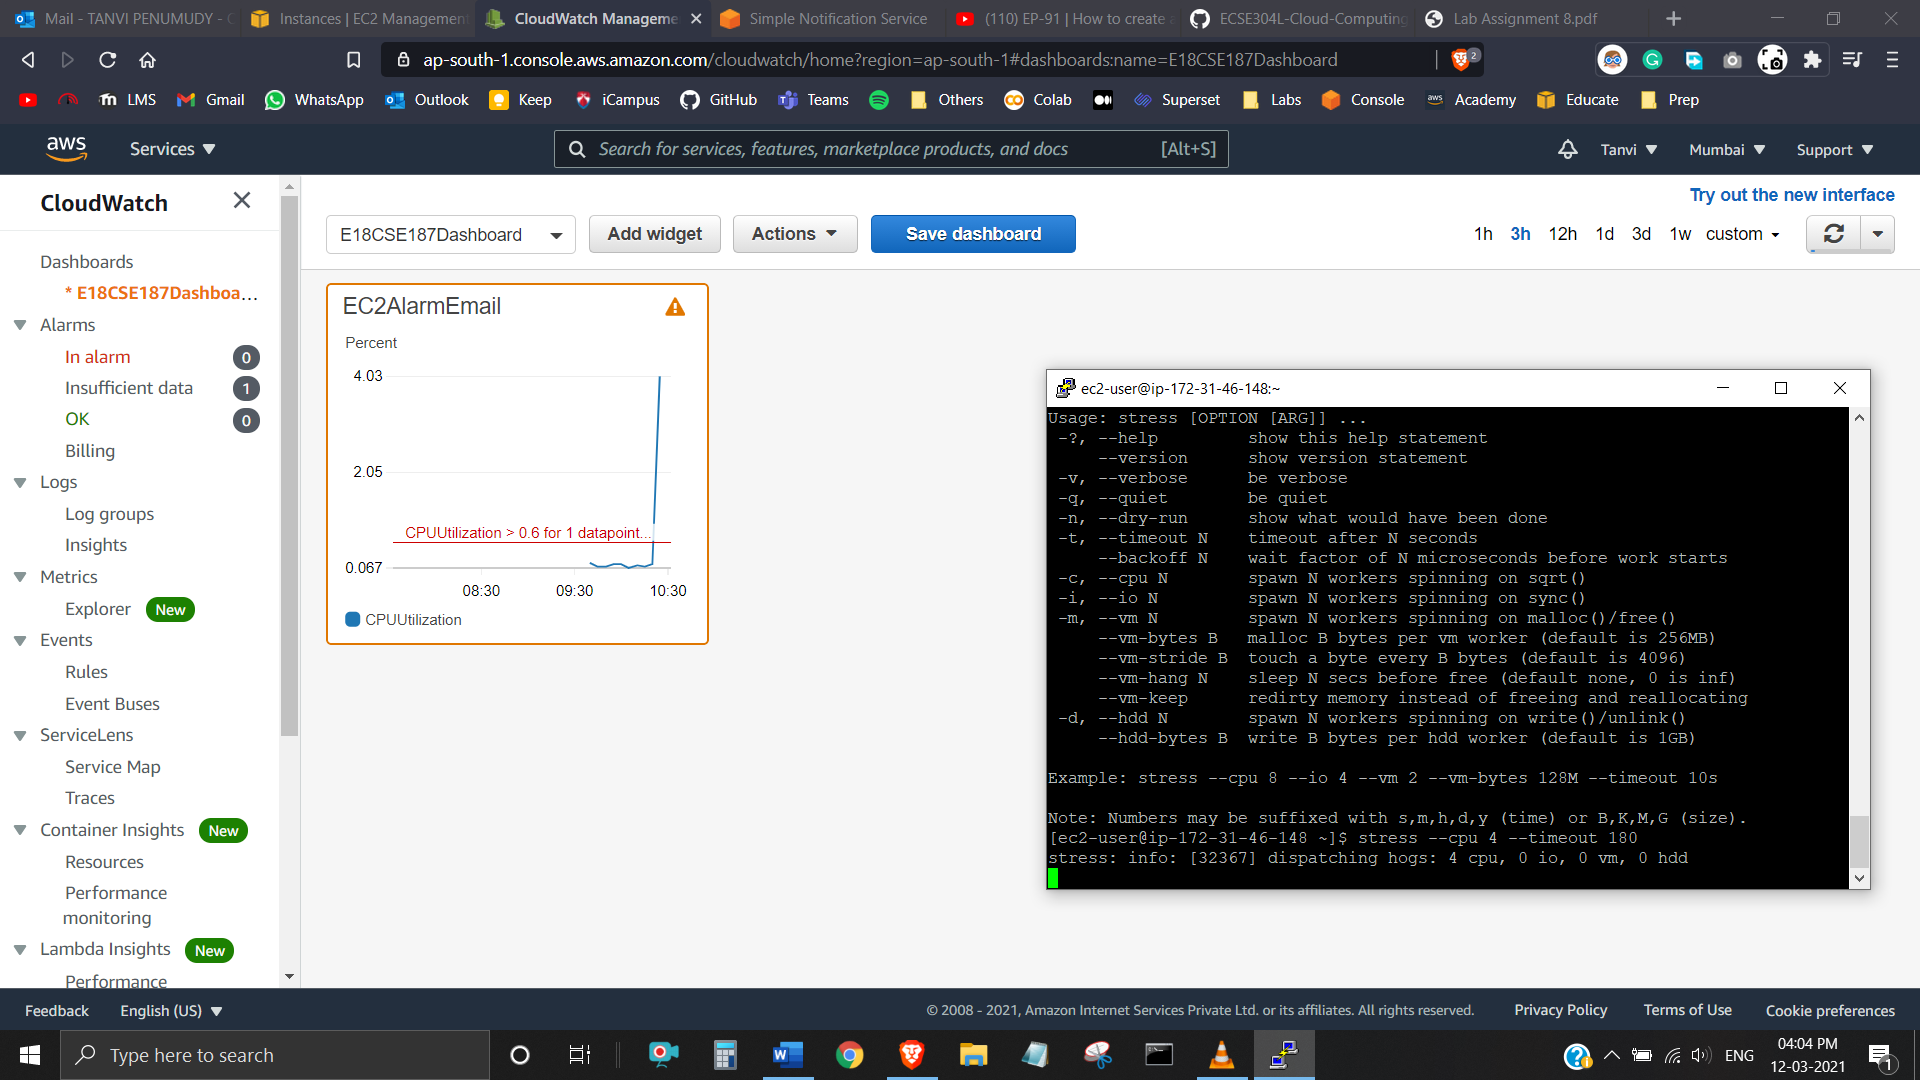 Mail - TANVI PENUMUDY - O
Instances | EC2 Management
CloudWatch Manageme
Simple Notification Service
(110) EP-91 | How to create a
ECSE304L-Cloud-Computing
Lab Assignment 8.pdf
ap-south-1.console.aws.amazon.com/cloudwatch/home?region=ap-south-1#dashboards:name=E18CSE187Dashboard
2
LMS
Gmail
WhatsApp
Outlook
Keep
iCampus
GitHub
Teams
Others
Colab
Superset
Labs
Console
aws
Academy
Educate
Prep
aws
Services
Search for services, features, marketplace products, and docs
[Alt+S]
Tanvi
Mumbai
Support
CloudWatch
Dashboards
* E18CSE187Dashboa...
Alarms
In alarm 0
Insufficient data 1
OK 0
Billing
Logs
Log groups
Insights
Metrics
Explorer New
Events
Rules
Event Buses
ServiceLens
Service Map
Traces
Container Insights New
Resources
Performance
monitoring
Lambda Insights New
Performance
Try out the new interface
E18CSE187Dashboard
Add widget
Actions
Save dashboard
1h 3h 12h 1d 3d 1w custom
EC2AlarmEmail
Percent
4.03
2.05
CPUUtilization > 0.6 for 1 datapoint...
0.067
08:30 09:30 10:30
CPUUtilization
ec2-user@ip-172-31-46-148:~
Usage: stress [OPTION [ARG]] ...
-?, --help show this help statement
--version show version statement
-v, --verbose be verbose
-q, --quiet be quiet
-n, --dry-run show what would have been done
-t, --timeout N timeout after N seconds
--backoff N wait factor of N microseconds before work starts
-c, --cpu N spawn N workers spinning on sqrt()
-i, --io N spawn N workers spinning on sync()
-m, --vm N spawn N workers spinning on malloc()/free()
--vm-bytes B malloc B bytes per vm worker (default is 256MB)
--vm-stride B touch a byte every B bytes (default is 4096)
--vm-hang N sleep N secs before free (default none, 0 is inf)
--vm-keep redirty memory instead of freeing and reallocating
-d, --hdd N spawn N workers spinning on write()/unlink()
--hdd-bytes B write B bytes per hdd worker (default is 1GB)
Example: stress --cpu 8 --io 4 --vm 2 --vm-bytes 128M --timeout 10s
Note: Numbers may be suffixed with s,m,h,d,y (time) or B,K,M,G (size).
[ec2-user@ip-172-31-46-148 ~]$ stress --cpu 4 --timeout 180
stress: info: [32367] dispatching hogs: 4 cpu, 0 io, 0 vm, 0 hdd
Feedback
English (US)
© 2008 - 2021, Amazon Internet Services Private Ltd. or its affiliates. All rights reserved.
Privacy Policy
Terms of Use
Cookie preferences
Type here to search
ENG
04:04 PM
12-03-2021
1